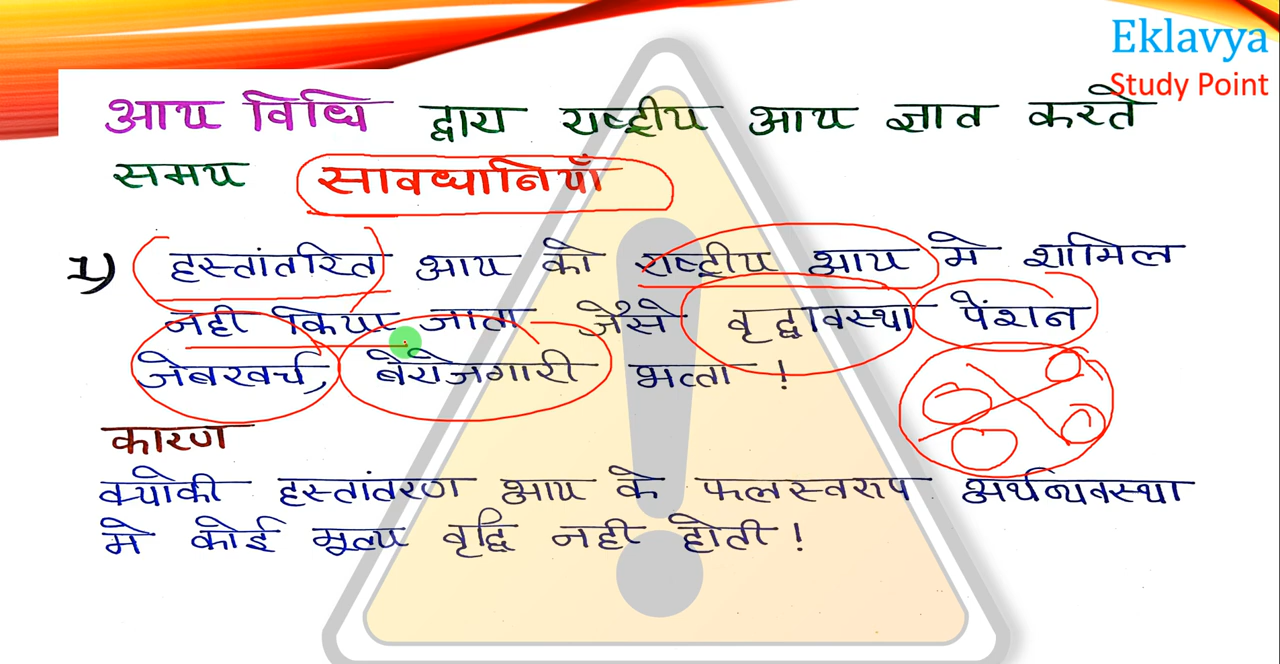 Eklavya
Study Point
आय विधि द्वारा राष्ट्रीय आय ज्ञात करते
समय सावधानियाँ
1) हस्तांतरित आय को राष्ट्रीय आय मे शामिल
नही किया जाता जैसे वृद्धावस्था पेंशन
जेबखर्च, बेरोजगारी भत्ता !
कारण
क्योकी हस्तांतरण आय के फलस्वरुप अर्थव्यवस्था
मे कोई मूल्य वृद्धि नही होती !